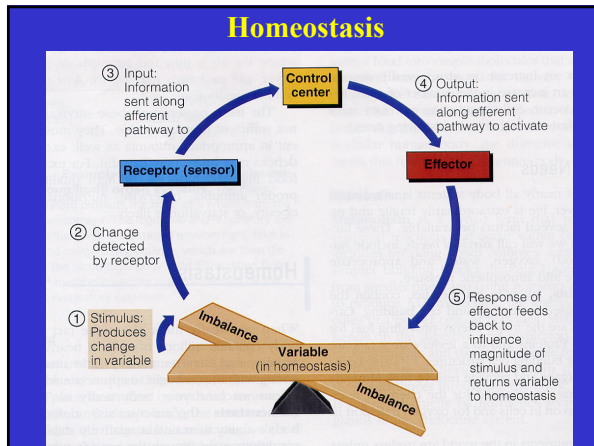 Homeostasis
③ Input:
Information
sent along
afferent
pathway to
Control
center
④ Output:
Information sent
along efferent
pathway to activate
Receptor (sensor)
Effector
② Change
detected
by receptor
① Stimulus:
Produces
change
in variable
Imbalance
Variable
(in homeostasis)
Imbalance
⑤ Response of
effector feeds
back to
influence
magnitude of
stimulus and
returns variable
to homeostasis